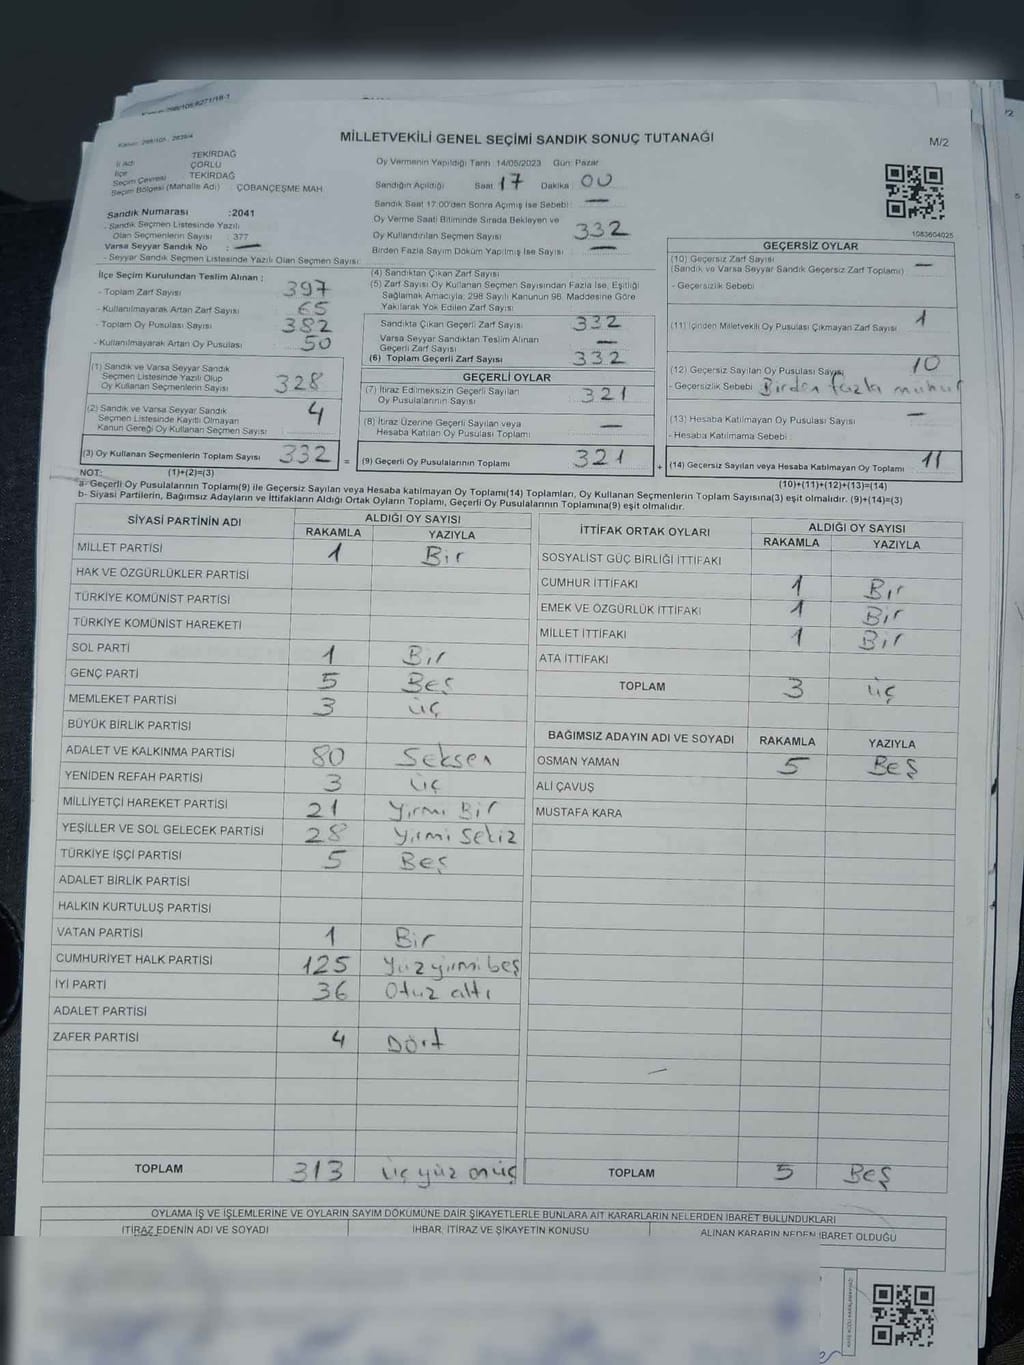 Kanun: 298/105 - 2839/4
MİLLETVEKİLİ GENEL SEÇİMİ SANDIK SONUÇ TUTANAĞI
M/2
İl Adı TEKİRDAĞ
İlçe ÇORLU
Seçim Çevresi TEKİRDAĞ
Seçim Bölgesi (Mahalle Adı) : ÇOBANÇEŞME MAH
Sandık Numarası :2041
- Sandık Seçmen Listesinde Yazılı
Olan Seçmenlerin Sayısı : 377
Varsa Seyyar Sandık No : —
- Seyyar Sandık Seçmen Listesinde Yazılı Olan Seçmen Sayısı:
Oy Vermenin Yapıldığı Tarih :14/05/2023 Gün: Pazar
Sandığın Açıldığı Saat 17 Dakika 00
Sandık Saat 17.00'den Sonra Açılmış İse Sebebi: —
Oy Verme Saati Bitiminde Sırada Bekleyen ve
Oy Kullandırılan Seçmen Sayısı 332
Birden Fazla Sayım Döküm Yapılmış İse Sayısı: —
1083604025
İlçe Seçim Kurulundan Teslim Alınan :
- Toplam Zarf Sayısı 397
- Kullanılmayarak Artan Zarf Sayısı 65
- Toplam Oy Pusulası Sayısı 382
- Kullanılmayarak Artan Oy Pusulası 50
(1) Sandık ve Varsa Seyyar Sandık
Seçmen Listesinde Yazılı Olup
Oy Kullanan Seçmenlerin Sayısı 328
(2) Sandık ve Varsa Seyyar Sandık
Seçmen Listesinde Kayıtlı Olmayan
Kanun Gereği Oy Kullanan Seçmen Sayısı : 4
(3) Oy Kullanan Seçmenlerin Toplam Sayısı 332
(4) Sandıktan Çıkan Zarf Sayısı
(5) Zarf Sayısı Oy Kullanan Seçmen Sayısından Fazla İse, Eşitliği
Sağlamak Amacıyla, 298 Sayılı Kanunun 98. Maddesine Göre
Yakılarak Yok Edilen Zarf Sayısı
Sandıkta Çıkan Geçerli Zarf Sayısı 332
Varsa Seyyar Sandıktan Teslim Alınan
Geçerli Zarf Sayısı —
(6) Toplam Geçerli Zarf Sayısı 332
GEÇERLİ OYLAR
(7) İtiraz Edilmeksizin Geçerli Sayılan
Oy Pusulalarının Sayısı 321
(8) İtiraz Üzerine Geçerli Sayılan veya
Hesaba Katılan Oy Pusulası Toplamı —
= (9) Geçerli Oy Pusulalarının Toplamı 321
GEÇERSİZ OYLAR
(10) Geçersiz Zarf Sayısı —
(Sandık ve Varsa Seyyar Sandık Geçersiz Zarf Toplamı)
- Geçersizlik Sebebi
(11) İçinden Milletvekili Oy Pusulası Çıkmayan Zarf Sayısı 1
(12) Geçersiz Sayılan Oy Pusulası Sayısı 10
- Geçersizlik Sebebi Birden fazla mühür
(13) Hesaba Katılmayan Oy Pusulası Sayısı —
- Hesaba Katılmama Sebebi
+ (14) Geçersiz Sayılan veya Hesaba Katılmayan Oy Toplamı 11
NOT: (1)+(2)=(3)
(10)+(11)+(12)+(13)=(14)
a- Geçerli Oy Pusulalarının Toplamı(9) ile Geçersiz Sayılan veya Hesaba katılmayan Oy Toplamı(14) Toplamları, Oy Kullanan Seçmenlerin Toplam Sayısına(3) eşit olmalıdır. (9)+(14)=(3)
b- Siyasi Partilerin, Bağımsız Adayların ve İttifakların Aldığı Ortak Oyların Toplamı, Geçerli Oy Pusulalarının Toplamına(9) eşit olmalıdır.
SİYASİ PARTİNİN ADI ALDIĞI OY SAYISI
RAKAMLA YAZIYLA
MİLLET PARTİSİ 1 Bir
HAK VE ÖZGÜRLÜKLER PARTİSİ
TÜRKİYE KOMÜNİST PARTİSİ
TÜRKİYE KOMÜNİST HAREKETİ
SOL PARTİ 1 Bir
GENÇ PARTİ 5 Beş
MEMLEKET PARTİSİ 3 üç
BÜYÜK BİRLİK PARTİSİ
ADALET VE KALKINMA PARTİSİ 80 Seksen
YENİDEN REFAH PARTİSİ 3 üç
MİLLİYETÇİ HAREKET PARTİSİ 21 Yirmi Bir
YEŞİLLER VE SOL GELECEK PARTİSİ 28 Yirmi Sekiz
TÜRKİYE İŞÇİ PARTİSİ 5 Beş
ADALET BİRLİK PARTİSİ
HALKIN KURTULUŞ PARTİSİ
VATAN PARTİSİ 1 Bir
CUMHURİYET HALK PARTİSİ 125 Yüzyirmibeş
İYİ PARTİ 36 Otuz altı
ADALET PARTİSİ
ZAFER PARTİSİ 4 Dört
TOPLAM 313 üç yüz onüç
İTTİFAK ORTAK OYLARI ALDIĞI OY SAYISI
RAKAMLA YAZIYLA
SOSYALİST GÜÇ BİRLİĞİ İTTİFAKI
CUMHUR İTTİFAKI 1 Bir
EMEK VE ÖZGÜRLÜK İTTİFAKI 1 Bir
MİLLET İTTİFAKI 1 Bir
ATA İTTİFAKI
TOPLAM 3 üç
BAĞIMSIZ ADAYIN ADI VE SOYADI RAKAMLA YAZIYLA
OSMAN YAMAN 5 Beş
ALİ ÇAVUŞ
MUSTAFA KARA
TOPLAM 5 Beş
OYLAMA İŞ VE İŞLEMLERİNE VE OYLARIN SAYIM DÖKÜMÜNE DAİR ŞİKAYETLERLE BUNLARA AİT KARARLARIN NELERDEN İBARET BULUNDUKLARI
İTİRAZ EDENİN ADI VE SOYADI İHBAR, İTİRAZ VE ŞİKAYETİN KONUSU ALINAN KARARIN NEDEN İBARET OLDUĞU